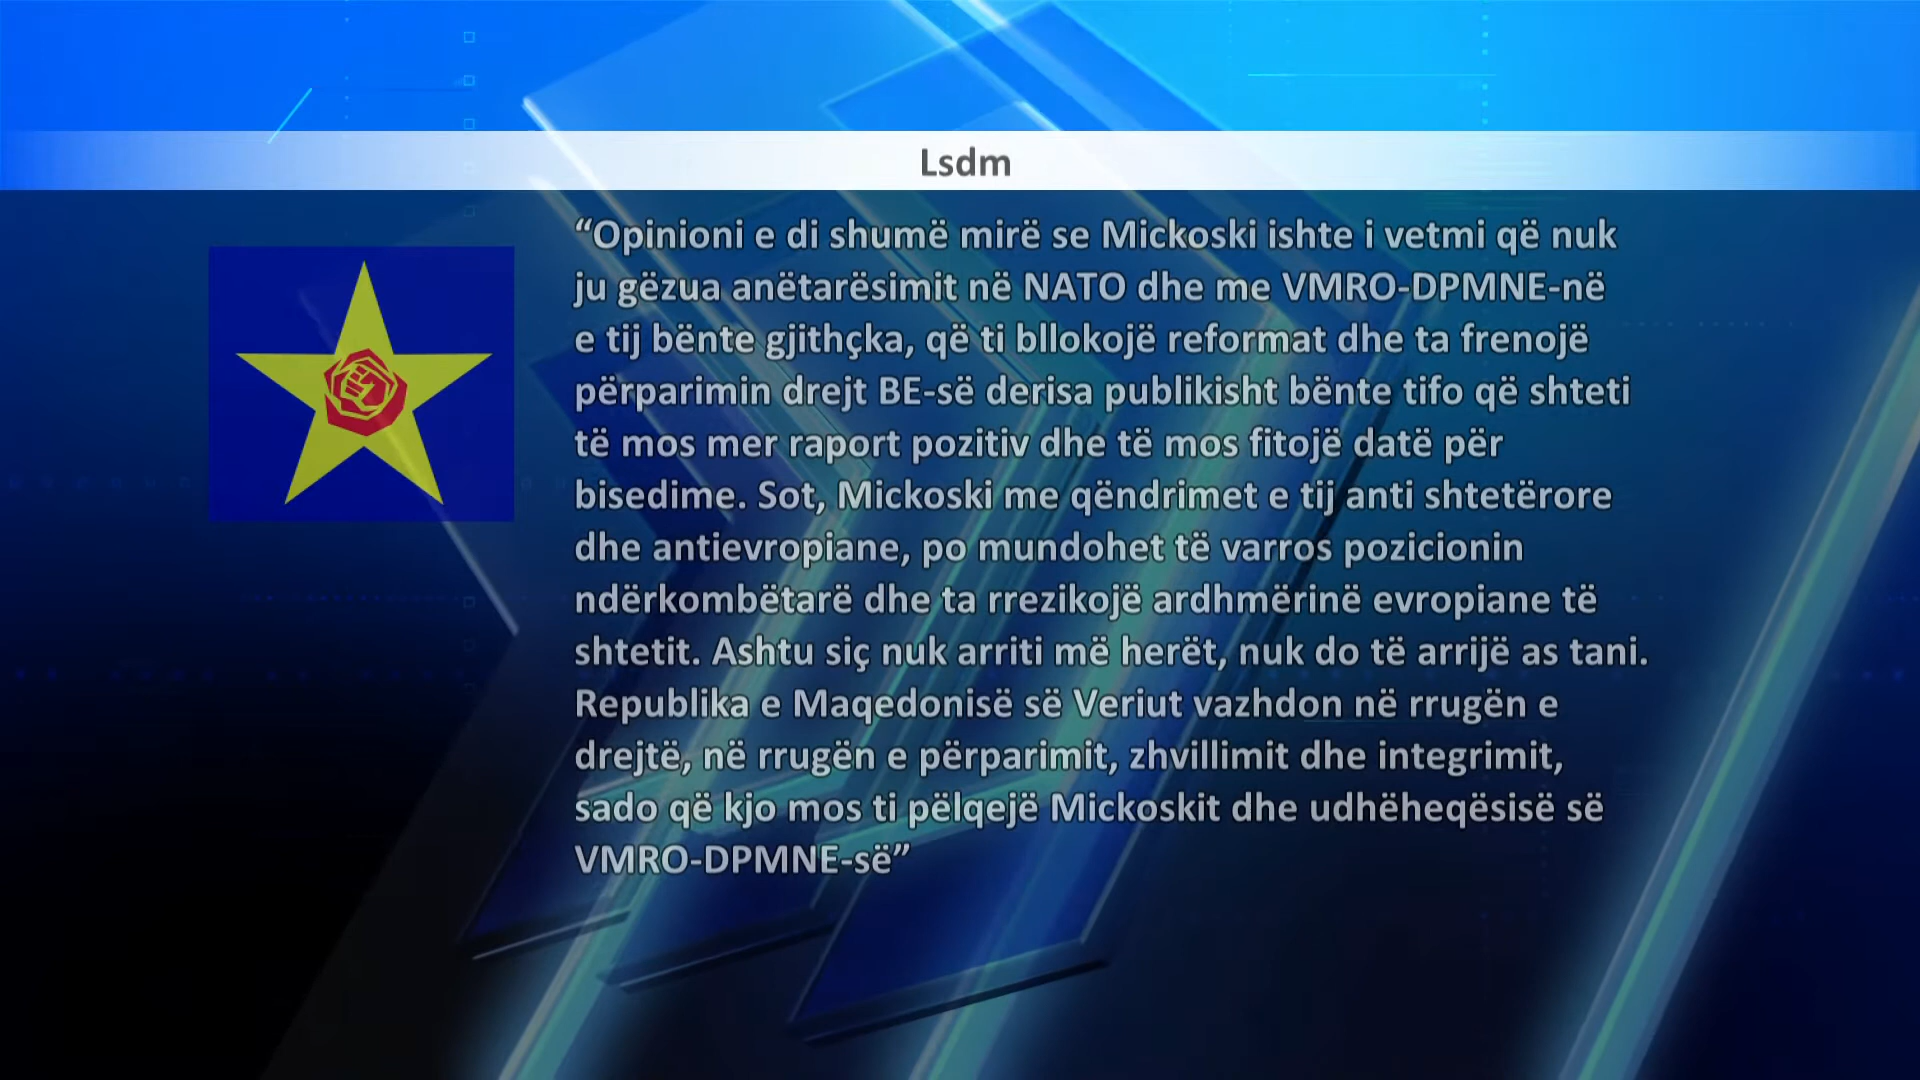 Lsdm
“Opinioni e di shumë mirë se Mickoski ishte i vetmi që nuk
ju gëzua anëtarësimit në NATO dhe me VMRO-DPMNE-në
e tij bënte gjithçka, që ti bllokojë reformat dhe ta frenojë
përparimin drejt BE-së derisa publikisht bënte tifo që shteti
të mos mer raport pozitiv dhe të mos fitojë datë për
bisedime. Sot, Mickoski me qëndrimet e tij anti shtetërore
dhe antievropiane, po mundohet të varros pozicionin
ndërkombëtarë dhe ta rrezikojë ardhmërinë evropiane të
shtetit. Ashtu siç nuk arriti më herët, nuk do të arrijë as tani.
Republika e Maqedonisë së Veriut vazhdon në rrugën e
drejtë, në rrugën e përparimit, zhvillimit dhe integrimit,
sado që kjo mos ti pëlqejë Mickoskit dhe udhëheqësisë së
VMRO-DPMNE-së”